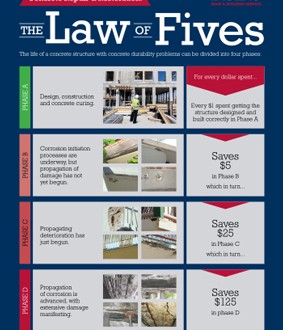 THE Law OF Fives
The life of a concrete structure with concrete durability problems can be divided into four phases:
PHASE A
Design, construction
and concrete curing.
For every dollar spent...
Every $1 spent getting the
structure designed and
built correctly in Phase A
PHASE B
Corrosion initiation
processes are
underway, but
propagation of
damage has not
yet begun.
Saves
$5
in Phase B
which in turn...
PHASE C
Propagating
deterioration has
just begun.
Saves
$25
in Phase C
which in turn...
PHASE D
Propagation
of corrosion is
advanced, with
extensive damage
manifesting.
Saves
$125
in phase D